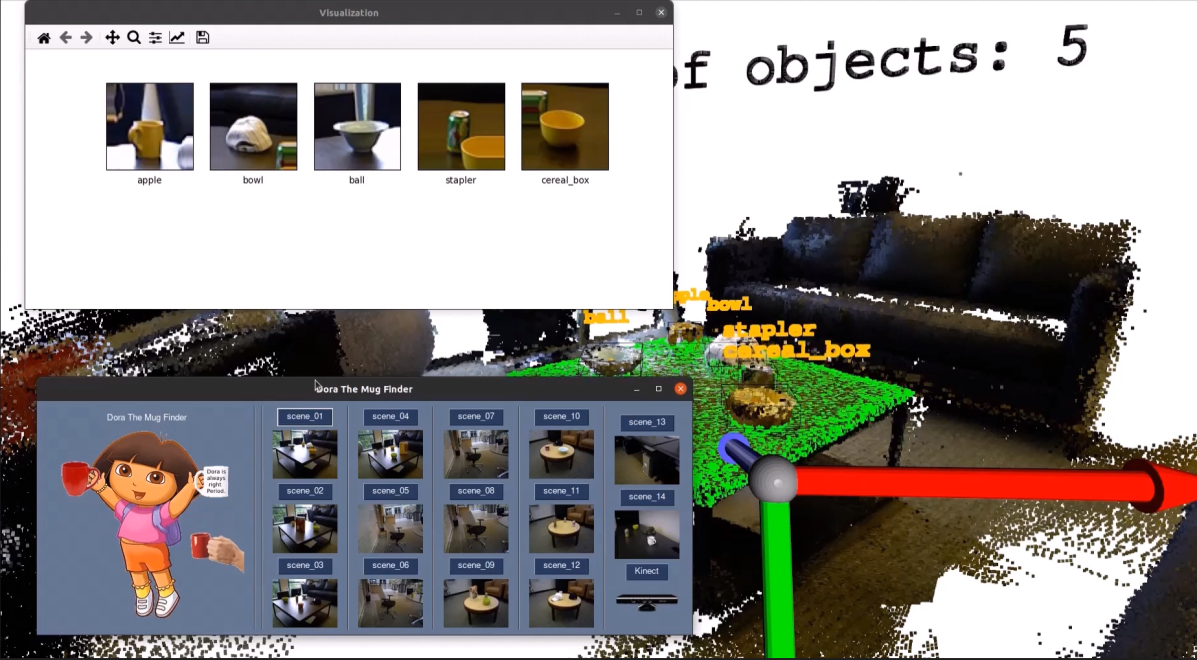 Visualization
of objects: 5
apple
bowl
ball
stapler
cereal_box
bowl
ball
stapler
cereal_box
Dora The Mug Finder
Dora The Mug Finder
Dora is
always
right
Period.
scene_01
scene_04
scene_07
scene_10
scene_13
scene_02
scene_05
scene_08
scene_11
scene_14
scene_03
scene_06
scene_09
scene_12
Kinect